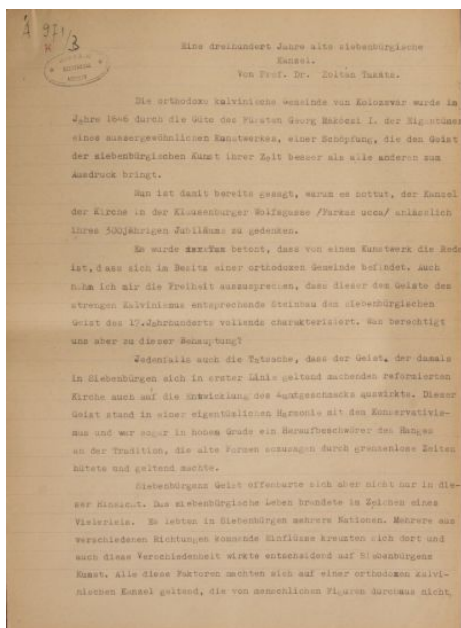 A 971/3
Eine dreihundert Jahre alte siebenbürgische
Kanzel.
Von Prof. Dr. Zoltán Takáts.
Die orthodoxe kalvinische Gemeinde von Kolozsvár wurde im
Jahre 1646 durch die Güte des Fürsten Georg Rakóczi I. der Eigentümer
eines aussergewöhnlichen Kunstwerkes, einer Schöpfung, die den Geist
der siebenbürgischen Kunst ihrer Zeit besser als alle anderen zum
Ausdruck bringt.
Nun ist damit bereits gesagt, warum es nottut, der Kanzel
der Kirche in der Klausenburger Wolfsgasse /Farkas ucca/ anlässlich
ihres 300jährigen Jubiläums zu gedenken.
Es wurde betont, dass von einem Kunstwerk die Rede
ist, dass sich im Besitz einer orthodoxen Gemeinde befindet. Auch
nahm ich mir die Freiheit auszusprechen, dass dieser dem Geiste des
strengen Kalvinismus entsprechende Steinbau den siebenbürgischen
Geist des 17.Jahrhunderts vollends charakterisiert. Was berechtigt
uns aber zu dieser Behauptung?
Jedenfalls auch die Tatsache, dass der Geist, der damals
in Siebenbürgen sich in erster Linie geltend machenden reformierten
Kirche auch auf die Entwicklung des Kunstgeschmacks auswirkte. Dieser
Geist stand in einer eigentümlichen Harmonie mit dem Konservativis-
mus und war sogar in hohem Grade ein Heraufbeschwörer des Hanges
an der Tradition, die alte Formen sozusagen durch grenzenlose Zeiten
hütete und geltend machte.
Siebenbürgens Geist offenbarte sich aber nicht nur in die-
ser Hinsicht. Das siebenbürgische Leben brandete im Zeichen eines
Vielerleis. Es lebten in Siebenbürgen mehrere Nationen. Mehrere aus
verschiedenen Richtungen kommende Einflüsse kreuzten sich dort und
auch diese Verschiedenheit wirkte entscheidend auf Siebenbürgens
Kunst. Alle diese Faktoren machten sich auf einer orthodoxen kalvi-
nischen Kanzel geltend, die von menschlichen Figuren durchaus nicht